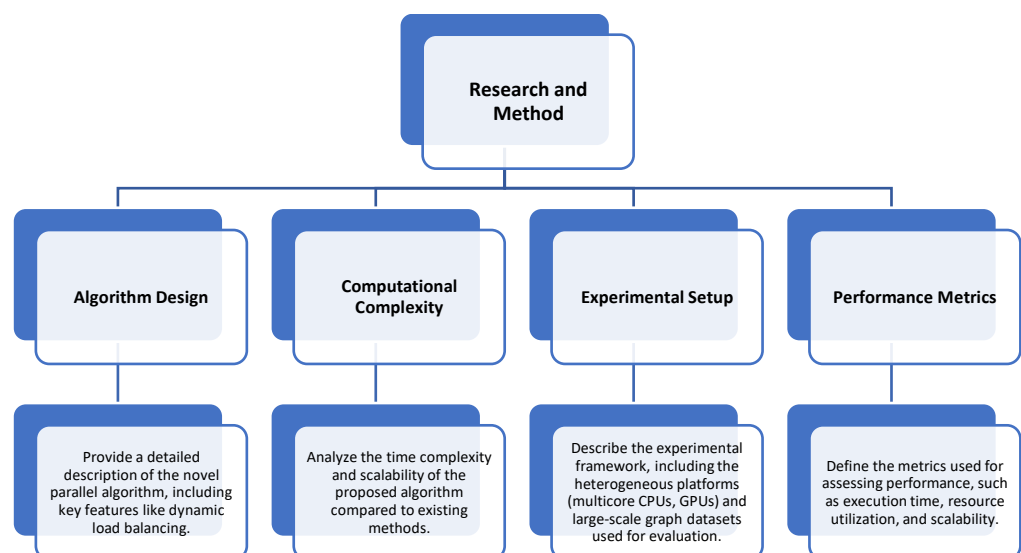 Research and
Method
Algorithm Design
Computational
Complexity
Experimental Setup
Performance Metrics
Provide a detailed
description of the novel
parallel algorithm, including
key features like dynamic
load balancing.
Analyze the time complexity
and scalability of the
proposed algorithm
compared to existing
methods.
Describe the experimental
framework, including the
heterogeneous platforms
(multicore CPUs, GPUs) and
large-scale graph datasets
used for evaluation.
Define the metrics used for
assessing performance, such
as execution time, resource
utilization, and scalability.